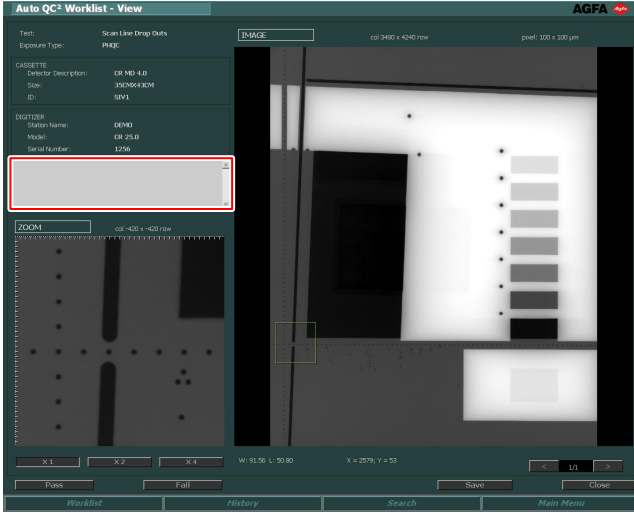 Auto QC² Worklist - View
AGFA Agfa
Test: Scan Line Drop Outs
Exposure Type: PHQC
CASSETTE
Detector Description: CR MD 4.0
Size: 35CMX43CM
ID: SIV1
DIGITIZER
Station Name: DEMO
Model: CR 25.0
Serial Number: 1256
ZOOM col -420 x -420 row
IMAGE col 3480 x 4240 row pixel: 100 x 100 µm
X 1 X 2 X 4
W: 91.56 L: 50.80 X = 2579; Y = 53
< 1/1 >
Pass Fail Save Close
Worklist History Search Main Menu